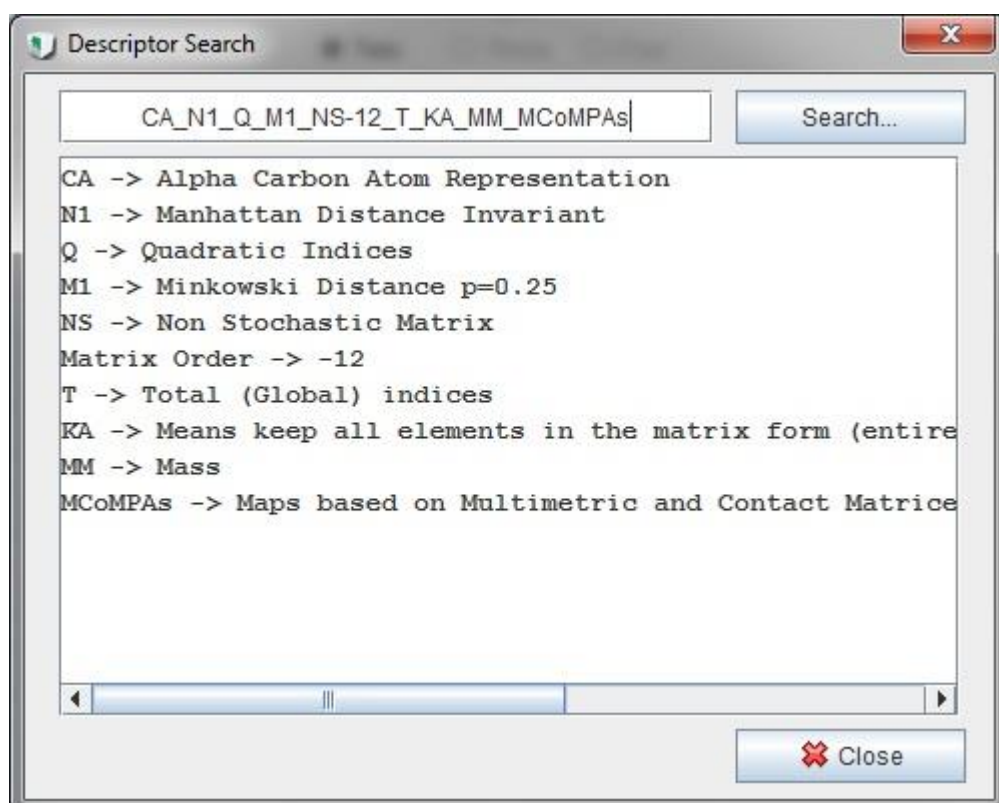 Descriptor Search
CA_N1_Q_M1_NS-12_T_KA_MM_MCoMPAs
Search...
CA -> Alpha Carbon Atom Representation
N1 -> Manhattan Distance Invariant
Q -> Quadratic Indices
M1 -> Minkowski Distance p=0.25
NS -> Non Stochastic Matrix
Matrix Order -> -12
T -> Total (Global) indices
KA -> Means keep all elements in the matrix form (entire
MM -> Mass
MCoMPAs -> Maps based on Multimetric and Contact Matrice
Close